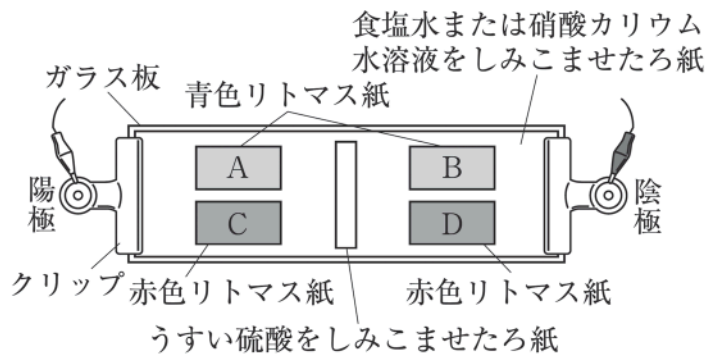 食塩水または硝酸カリウム
水溶液をしみこませたろ紙
ガラス板
青色リトマス紙
A
B
陽極
陰極
C
D
クリップ
赤色リトマス紙
赤色リトマス紙
うすい硫酸をしみこませたろ紙